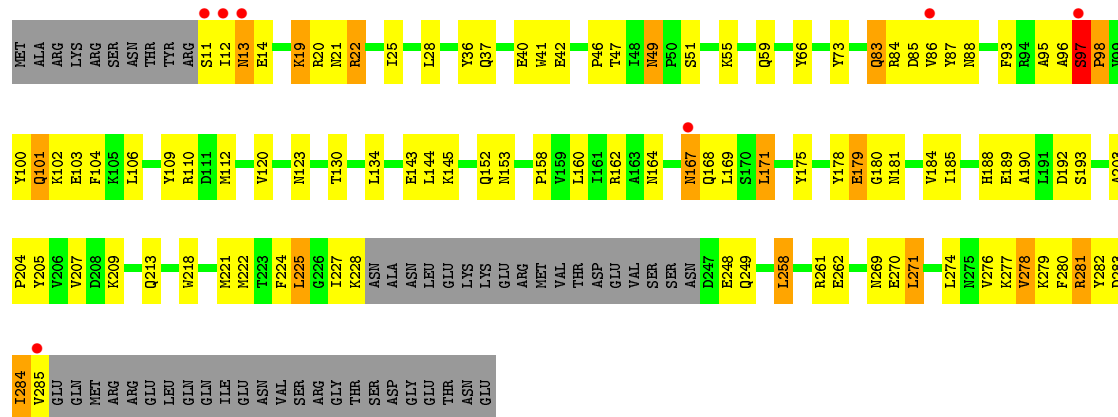 MET ALA ARG LYS ARG SER ASN THR TYR ARG S11 I12 N13 E14 K19 R20 N21 R22 I25 L28 Y36 Q37 E40 W41 E42 P46 T47 I48 N49 P50 S51 K55 Q59 Y66 Y73 Q83 R84 D85 V86 Y87 N88 F93 R94 A95 A96 S97 P98 V99
Y100 Q101 K102 E103 F104 K105 L106 Y109 R110 D111 M112 V120 N123 T130 L134 E143 L144 K145 Q152 N153 P158 V159 L160 I161 R162 A163 N164 N167 Q168 L169 S170 L171 Y175 Y178 E179 G180 N181 V184 I185 H188 E189 A190 L191 D192 S193 A203
P204 Y205 V206 V207 D208 K209 Q213 W218 M221 M222 T223 F224 L225 G226 I227 K228 ASN ALA ASN LEU GLU LYS LYS GLU ARG MET VAL THR ASP GLU VAL SER SER ASN D247 E248 Q249 L258 R261 E262 N269 E270 L271 L274 N275 V276 K277 V278 K279 F280 R281 Y282 D283
I284 V285 GLU GLN MET ARG ARG GLU LEU GLN GLN ILE GLU ASN VAL SER ARG GLY THR SER ASP GLY GLU THR ASN GLU